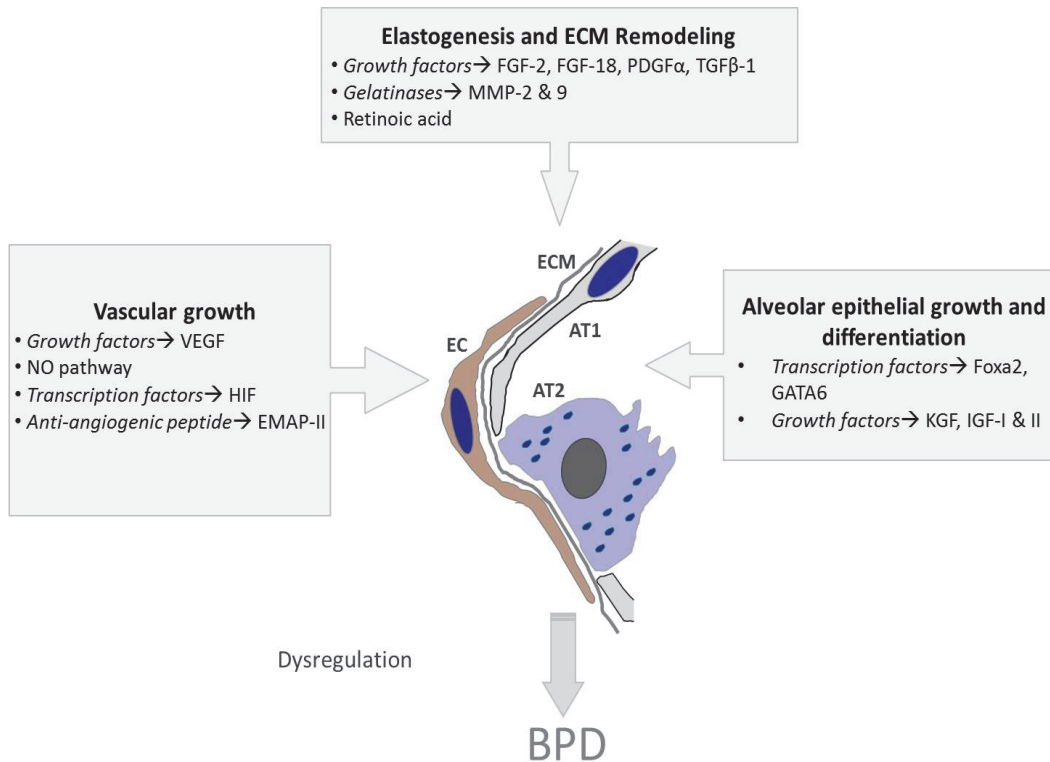 Elastogenesis and ECM Remodeling
• Growth factors→ FGF-2, FGF-18, PDGFα, TGFβ-1
• Gelatinases→ MMP-2 & 9
• Retinoic acid
Vascular growth
• Growth factors→ VEGF
• NO pathway
• Transcription factors→ HIF
• Anti-angiogenic peptide→ EMAP-II
ECM
AT1
EC
AT2
Alveolar epithelial growth and
differentiation
• Transcription factors→ Foxa2,
GATA6
• Growth factors→ KGF, IGF-I & II
Dysregulation
BPD